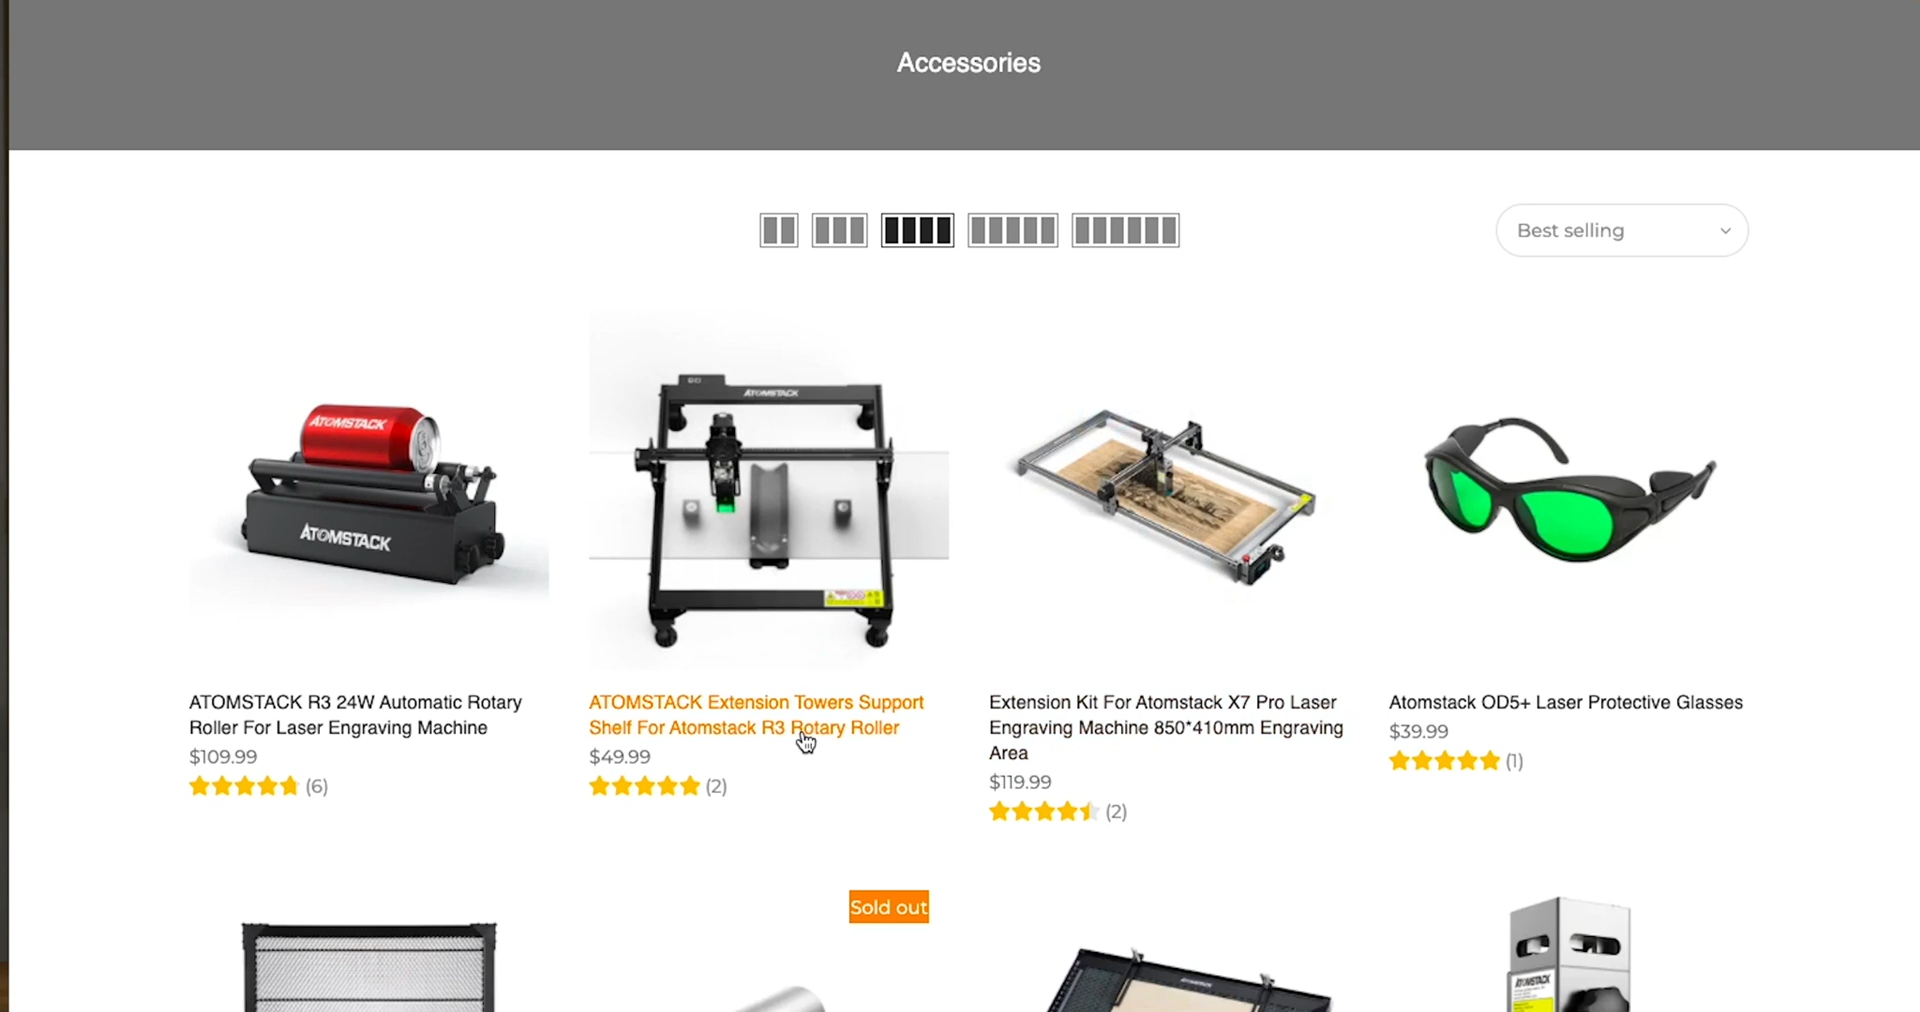 Accessories
Best selling
ATOMSTACK
ATOMSTACK
ATOMSTACK
ATOMSTACK R3 24W Automatic Rotary
Roller For Laser Engraving Machine
$109.99
(6)
ATOMSTACK Extension Towers Support
Shelf For Atomstack R3 Rotary Roller
$49.99
(2)
Extension Kit For Atomstack X7 Pro Laser
Engraving Machine 850*410mm Engraving
Area
$119.99
(2)
Atomstack OD5+ Laser Protective Glasses
$39.99
(1)
Sold out
ATOMSTACK
ATOMSTACK